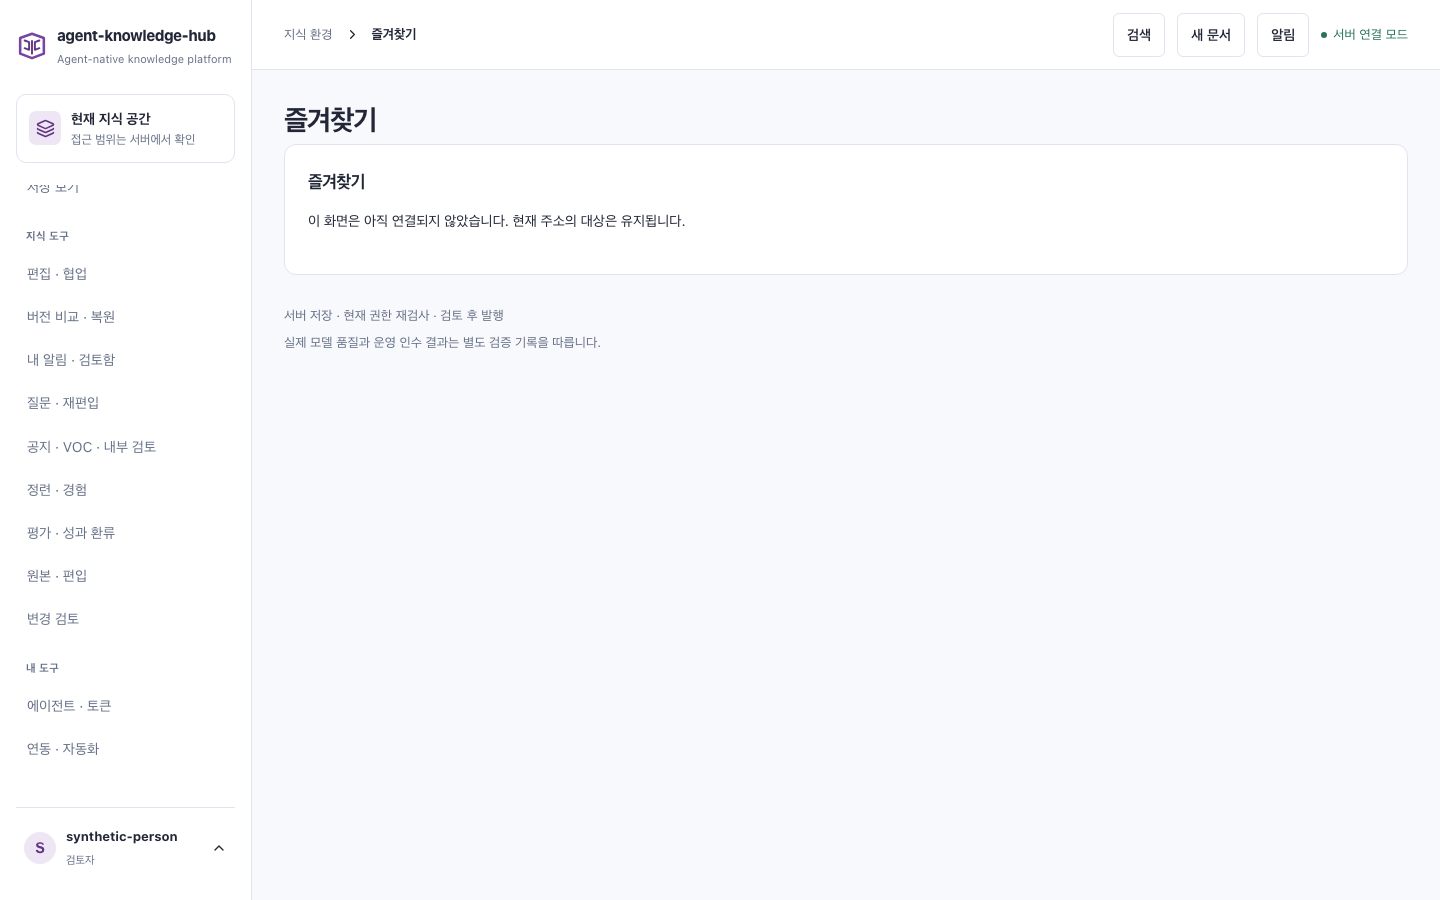 agent-knowledge-hub
Agent-native knowledge platform
현재 지식 공간
접근 범위는 서버에서 확인
지식 도구
편집 · 협업
버전 비교 · 복원
내 알림 · 검토함
질문 · 재편입
공지 · VOC · 내부 검토
정련 · 경험
평가 · 성과 환류
원본 · 편입
변경 검토
내 도구
에이전트 · 토큰
연동 · 자동화
S
synthetic-person
검토자
지식 환경 > 즐겨찾기
검색
새 문서
알림
서버 연결 모드
즐겨찾기
즐겨찾기
이 화면은 아직 연결되지 않았습니다. 현재 주소의 대상은 유지됩니다.
서버 저장 · 현재 권한 재검사 · 검토 후 발행
실제 모델 품질과 운영 인수 결과는 별도 검증 기록을 따릅니다.